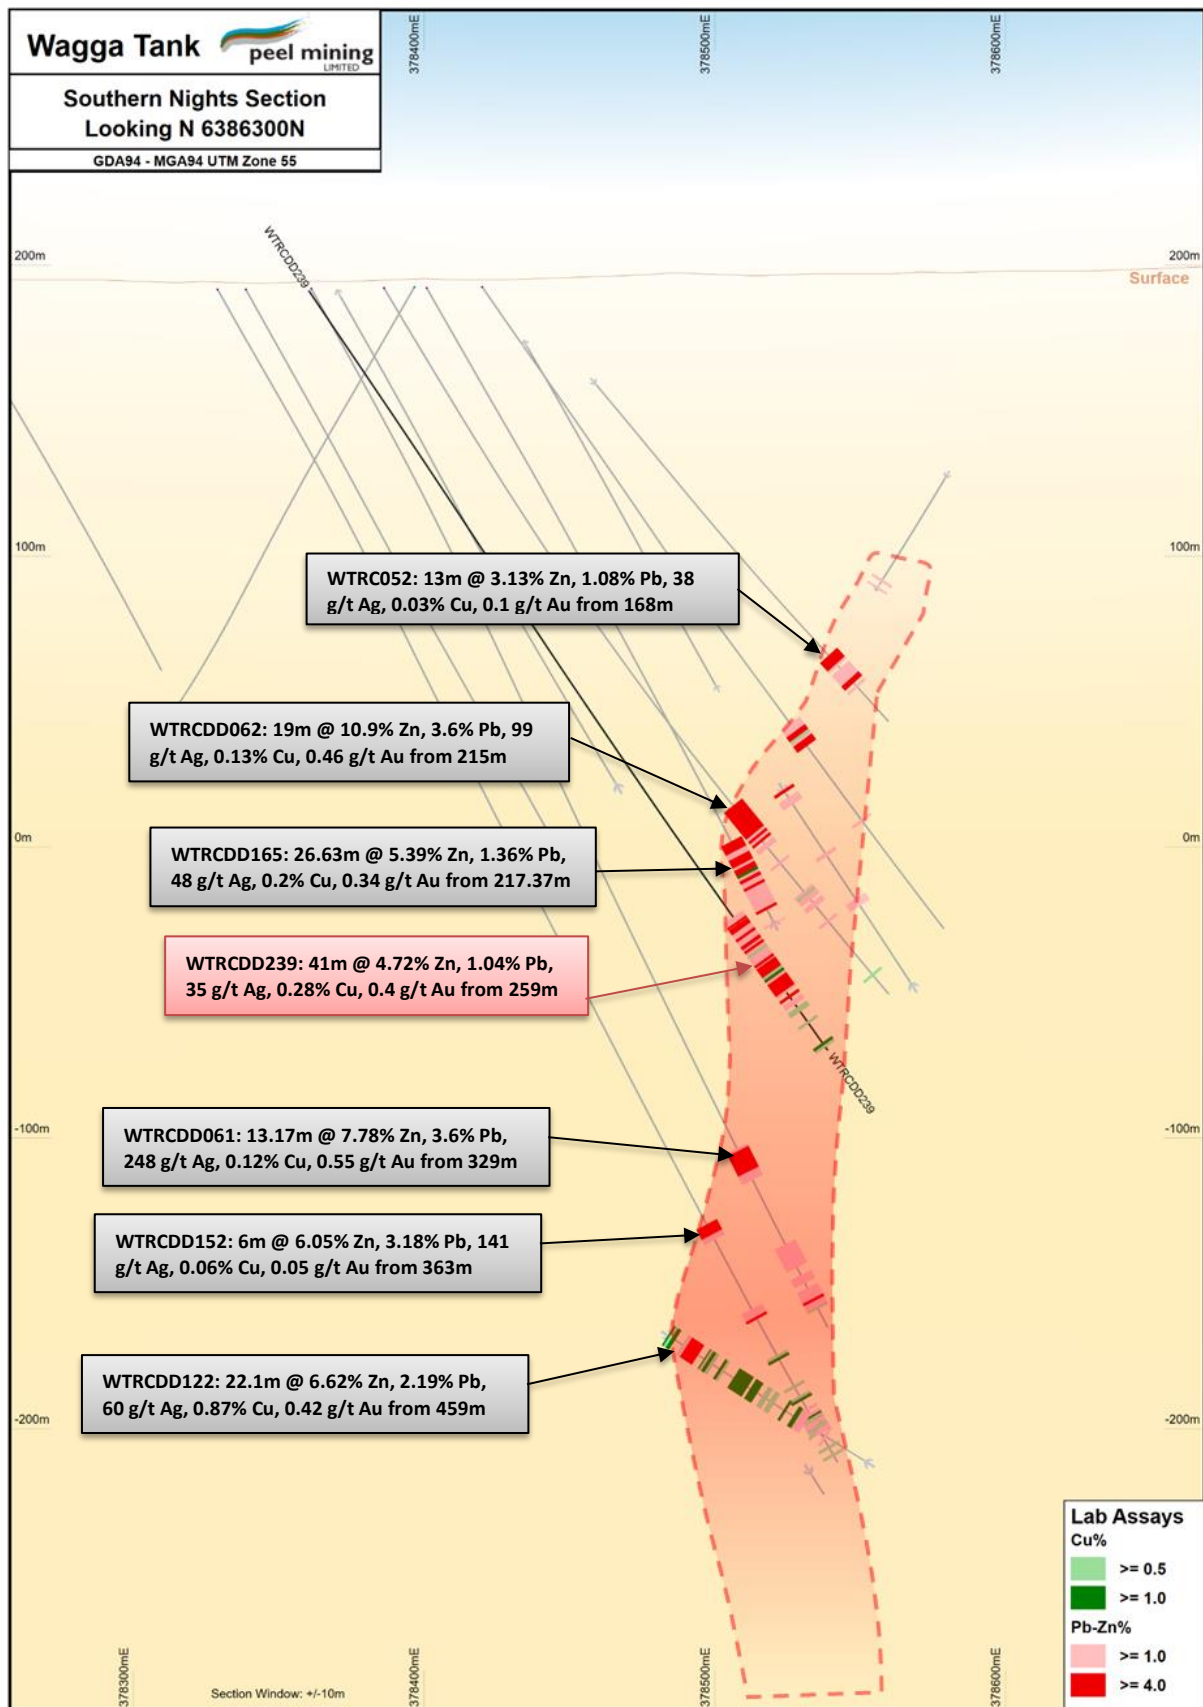 Wagga Tank
peel mining
LIMITED
Southern Nights Section
Looking N 6386300N
GDA94 - MGA94 UTM Zone 55
378400mE
378500mE
378600mE
WTRCDD239
200m
200m
Surface
100m
100m
WTRC052: 13m @ 3.13% Zn, 1.08% Pb, 38
g/t Ag, 0.03% Cu, 0.1 g/t Au from 168m
WTRCDD062: 19m @ 10.9% Zn, 3.6% Pb, 99
g/t Ag, 0.13% Cu, 0.46 g/t Au from 215m
0m
0m
WTRCDD165: 26.63m @ 5.39% Zn, 1.36% Pb,
48 g/t Ag, 0.2% Cu, 0.34 g/t Au from 217.37m
WTRCDD239: 41m @ 4.72% Zn, 1.04% Pb,
35 g/t Ag, 0.28% Cu, 0.4 g/t Au from 259m
WTRCDD239
-100m
-100m
WTRCDD061: 13.17m @ 7.78% Zn, 3.6% Pb,
248 g/t Ag, 0.12% Cu, 0.55 g/t Au from 329m
WTRCDD152: 6m @ 6.05% Zn, 3.18% Pb, 141
g/t Ag, 0.06% Cu, 0.05 g/t Au from 363m
WTRCDD122: 22.1m @ 6.62% Zn, 2.19% Pb,
60 g/t Ag, 0.87% Cu, 0.42 g/t Au from 459m
-200m
-200m
Lab Assays
Cu%
>= 0.5
>= 1.0
Pb-Zn%
>= 1.0
>= 4.0
378300mE
378400mE
378500mE
378600mE
Section Window: +/-10m